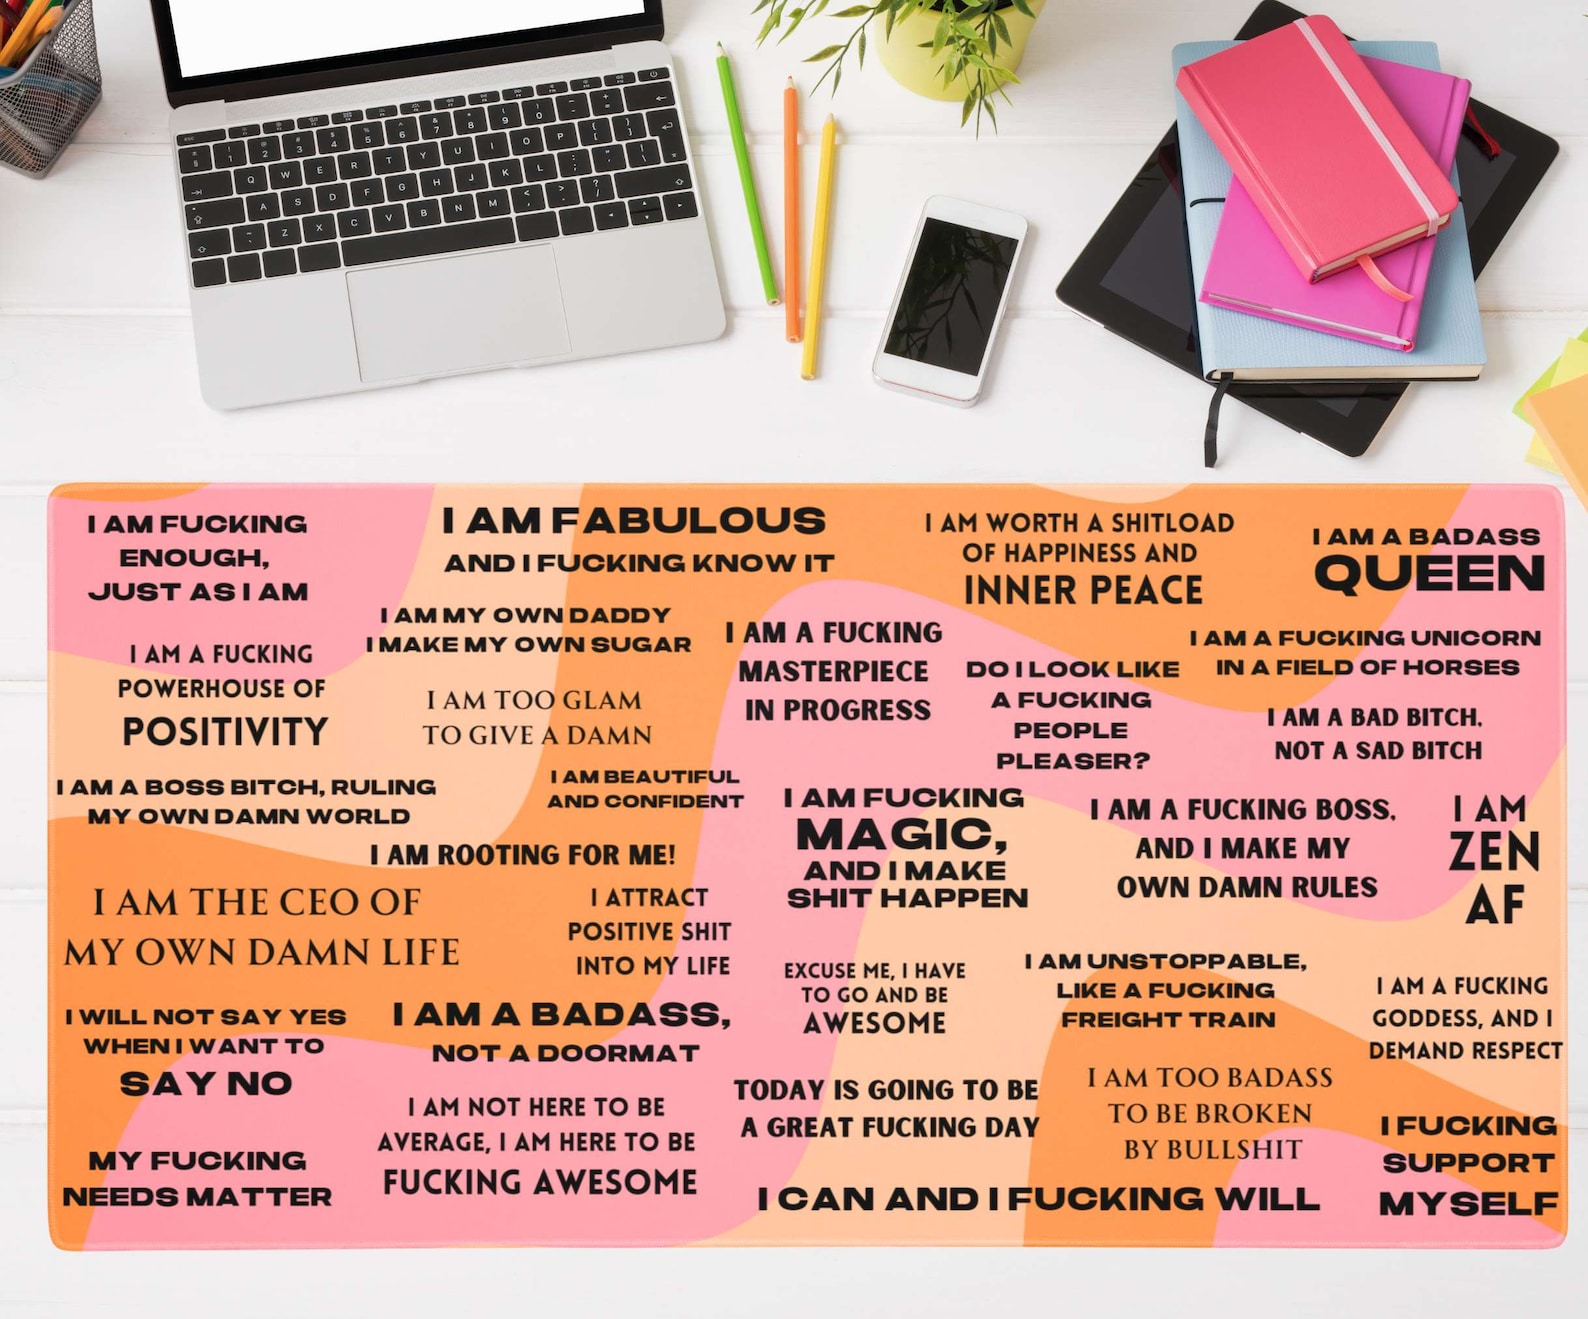 I AM FUCKING
ENOUGH,
JUST AS I AM
I AM FABULOUS
AND I FUCKING KNOW IT
I AM WORTH A SHITLOAD
OF HAPPINESS AND
INNER PEACE
I AM A BADASS
QUEEN
I AM MY OWN DADDY
I MAKE MY OWN SUGAR
I AM A FUCKING
MASTERPIECE
IN PROGRESS
I AM A FUCKING UNICORN
IN A FIELD OF HORSES
I AM A FUCKING
POWERHOUSE OF
POSITIVITY
I AM TOO GLAM
TO GIVE A DAMN
DO I LOOK LIKE
A FUCKING
PEOPLE
PLEASER?
I AM A BAD BITCH,
NOT A SAD BITCH
I AM A BOSS BITCH, RULING
MY OWN DAMN WORLD
I AM BEAUTIFUL
AND CONFIDENT
I AM FUCKING
MAGIC,
AND I MAKE
SHIT HAPPEN
I AM A FUCKING BOSS,
AND I MAKE MY
OWN DAMN RULES
I AM
ZEN
AF
I AM ROOTING FOR ME!
I AM THE CEO OF
MY OWN DAMN LIFE
I ATTRACT
POSITIVE SHIT
INTO MY LIFE
EXCUSE ME, I HAVE
TO GO AND BE
AWESOME
I AM UNSTOPPABLE,
LIKE A FUCKING
FREIGHT TRAIN
I AM A FUCKING
GODDESS, AND I
DEMAND RESPECT
I WILL NOT SAY YES
WHEN I WANT TO
SAY NO
I AM A BADASS,
NOT A DOORMAT
TODAY IS GOING TO BE
A GREAT FUCKING DAY
I AM TOO BADASS
TO BE BROKEN
BY BULLSHIT
I AM NOT HERE TO BE
AVERAGE, I AM HERE TO BE
FUCKING AWESOME
I FUCKING
SUPPORT
MYSELF
MY FUCKING
NEEDS MATTER
I CAN AND I FUCKING WILL